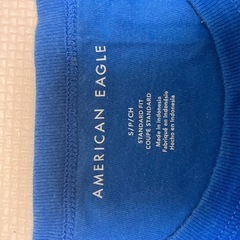 AMERICAN EAGLE
S/P/CH
STANDARD FIT
COUPE STANDARD
Made in Indonesia
Fabriqué en Indonésie
Hecho en Indonesia